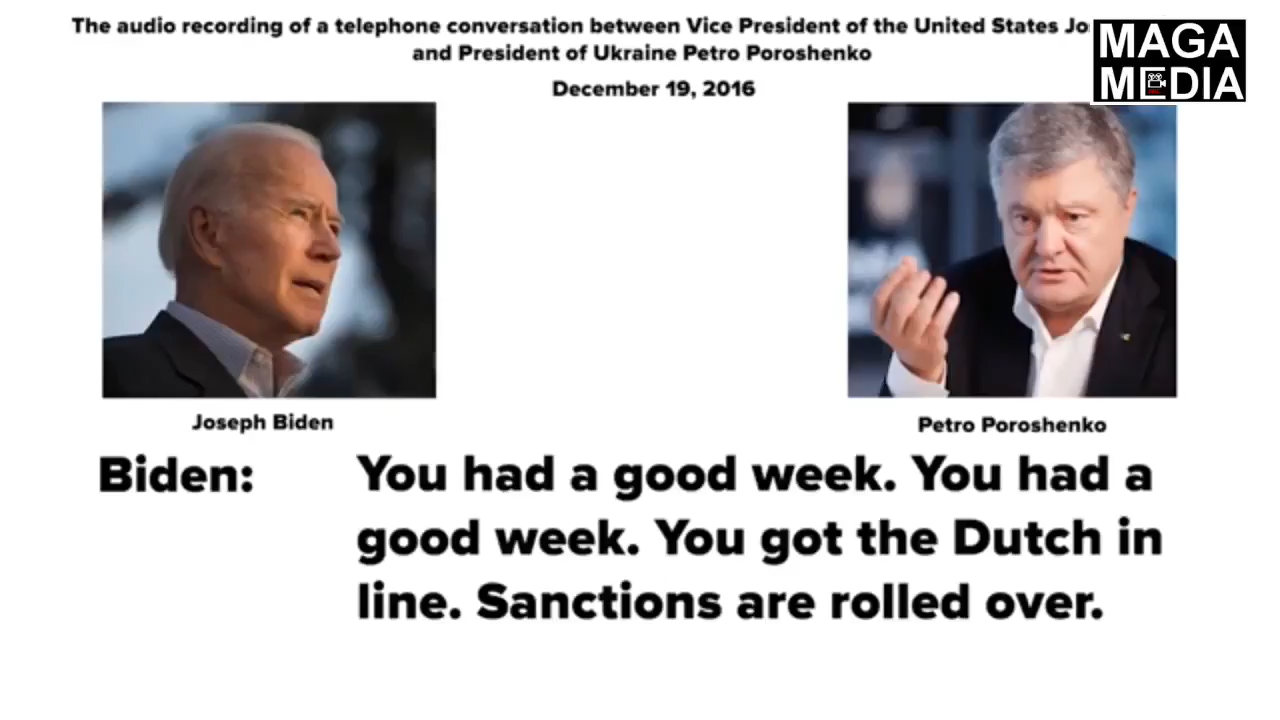 The audio recording of a telephone conversation between Vice President of the United States
and President of Ukraine Petro Poroshenko
December 19, 2016
MAGA
MEDIA
Joseph Biden
Petro Poroshenko
Biden:
You had a good week. You had a
good week. You got the Dutch in
line. Sanctions are rolled over.